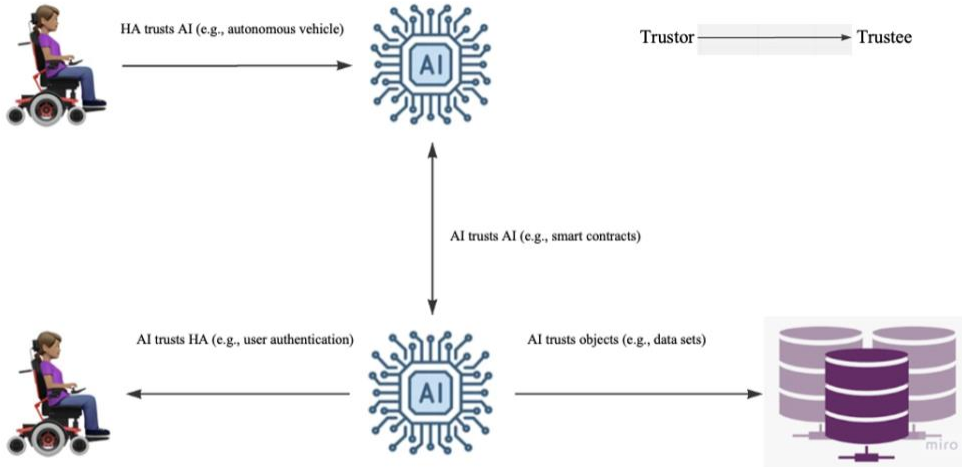 HA trusts AI (e.g., autonomous vehicle)
AI
Trustor
Trustee
AI trusts AI (e.g., smart contracts)
AI trusts HA (e.g., user authentication)
AI
AI trusts objects (e.g., data sets)
miro